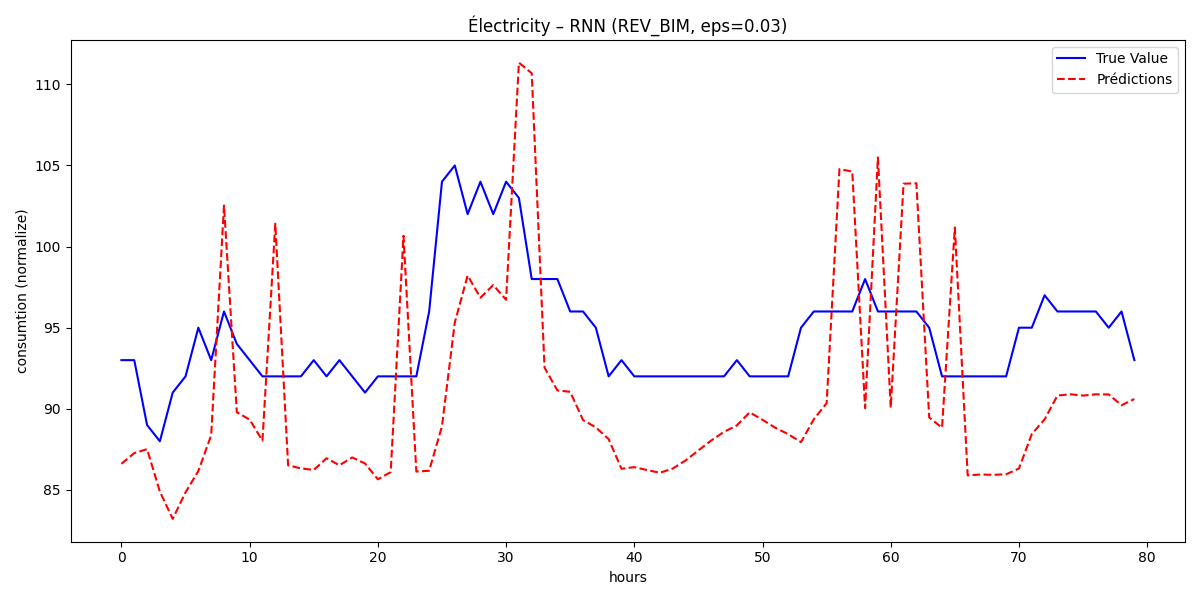 Électricity – RNN (REV_BIM, eps=0.03)
True Value
Prédictions
consumtion (normalize)
110
105
100
95
90
85
0 10 20 30 40 50 60 70 80
hours